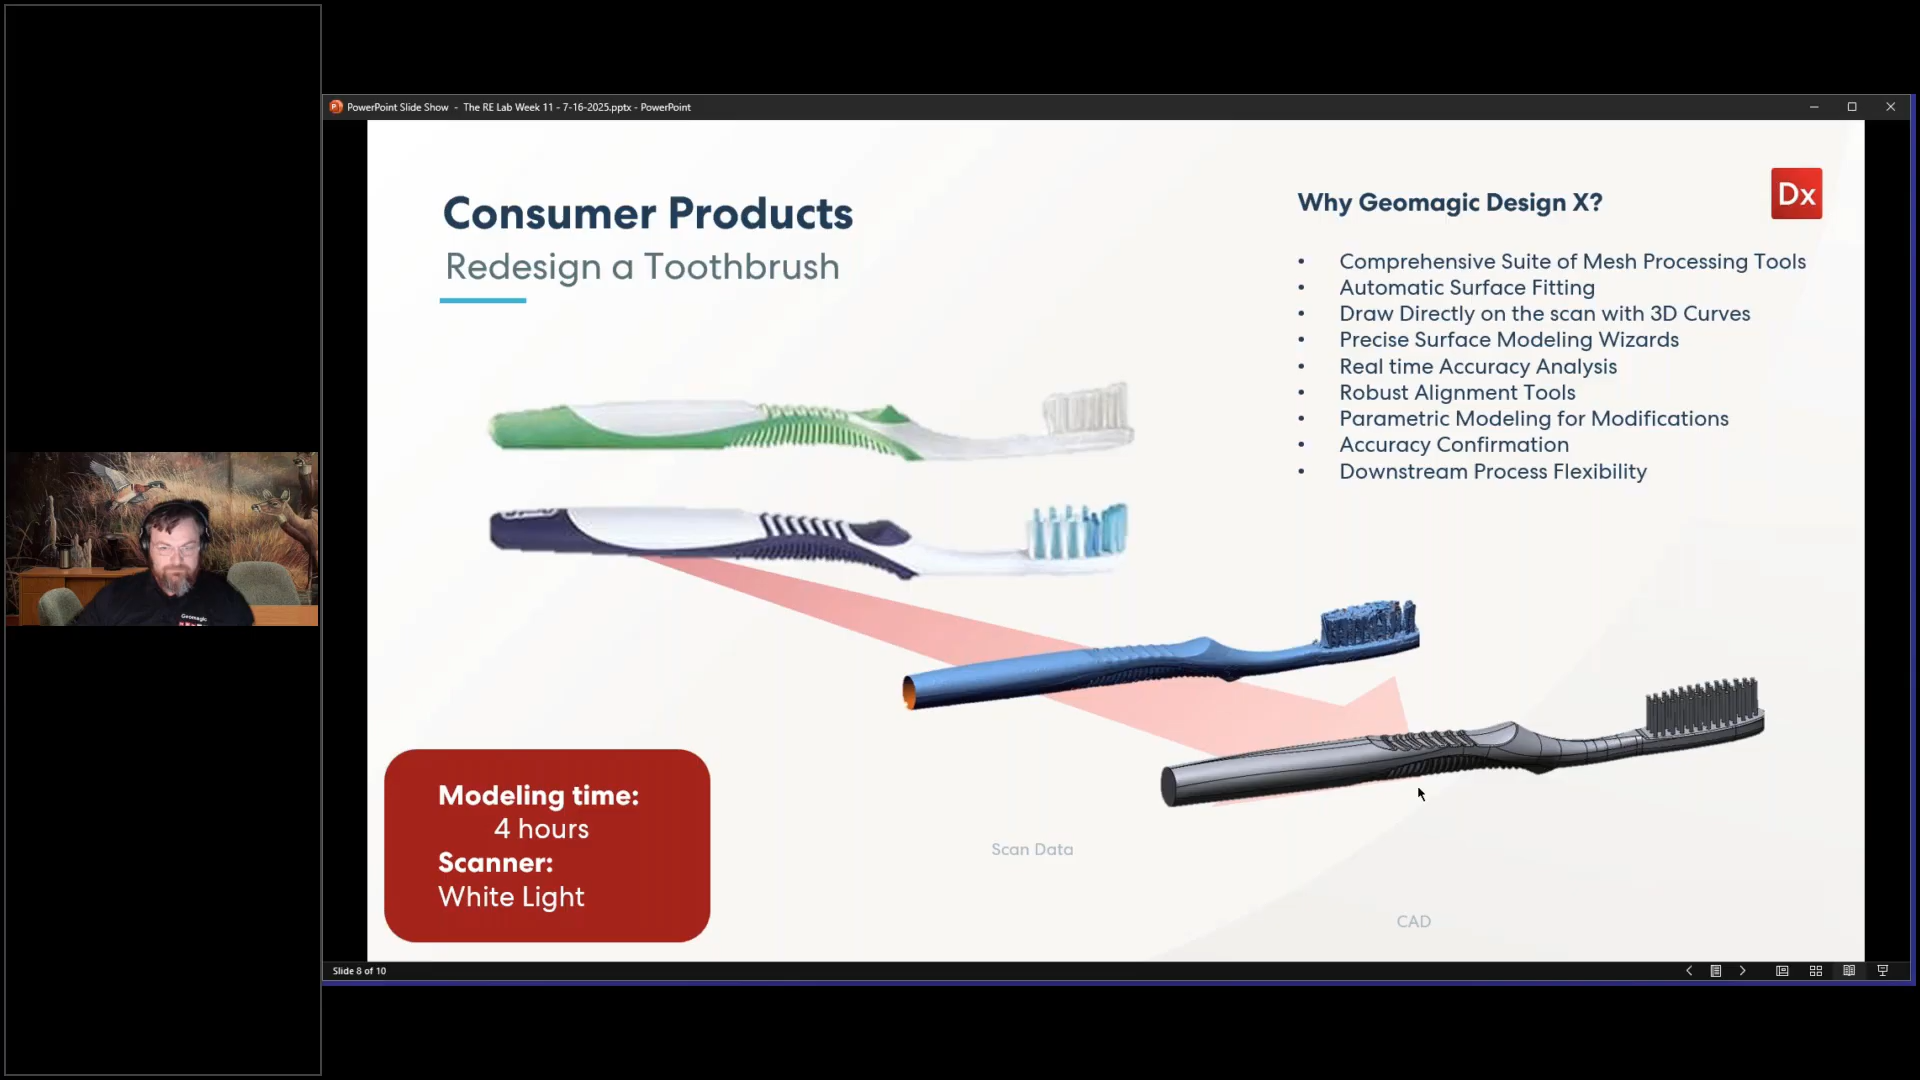 PowerPoint Slide Show - The RE Lab Week 11 - 7-16-2025.pptx - PowerPoint
Consumer Products
Redesign a Toothbrush
Why Geomagic Design X?
Dx
• Comprehensive Suite of Mesh Processing Tools
• Automatic Surface Fitting
• Draw Directly on the scan with 3D Curves
• Precise Surface Modeling Wizards
• Real time Accuracy Analysis
• Robust Alignment Tools
• Parametric Modeling for Modifications
• Accuracy Confirmation
• Downstream Process Flexibility
Geomagic
Modeling time:
4 hours
Scanner:
White Light
Scan Data
CAD
Slide 8 of 10